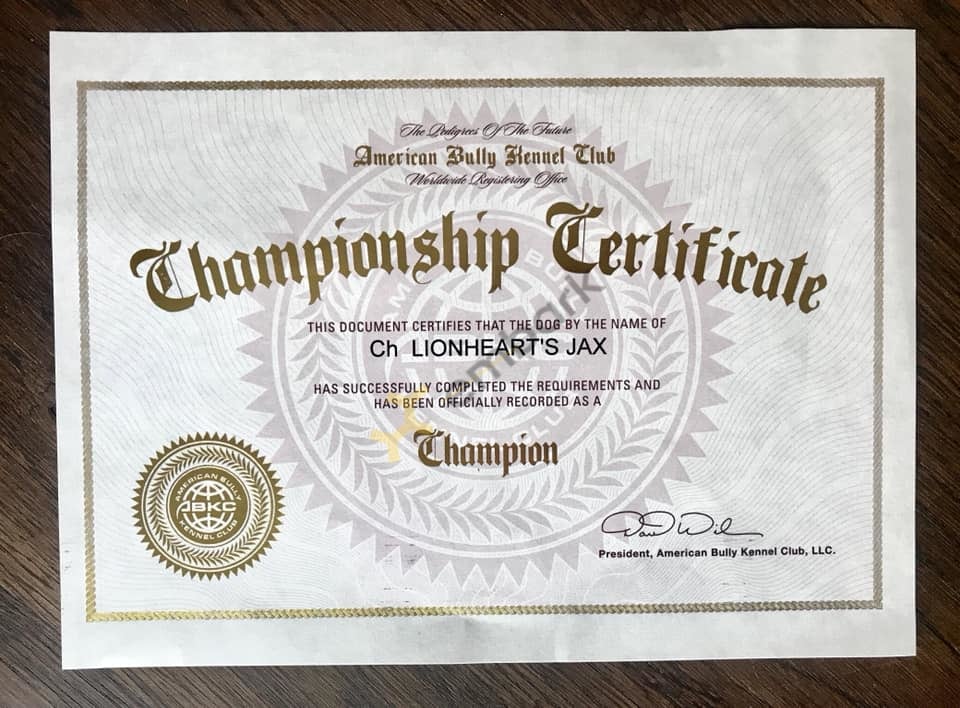 The Pedigrees Of The Future
American Bully Kennel Club
Worldwide Registering Office
Championship Certificate
THIS DOCUMENT CERTIFIES THAT THE DOG BY THE NAME OF
Ch LIONHEART'S JAX
HAS SUCCESSFULLY COMPLETED THE REQUIREMENTS AND
HAS BEEN OFFICIALLY RECORDED AS A
Champion
AMERICAN BULLY
ABKC
KENNEL CLUB
President, American Bully Kennel Club, LLC.